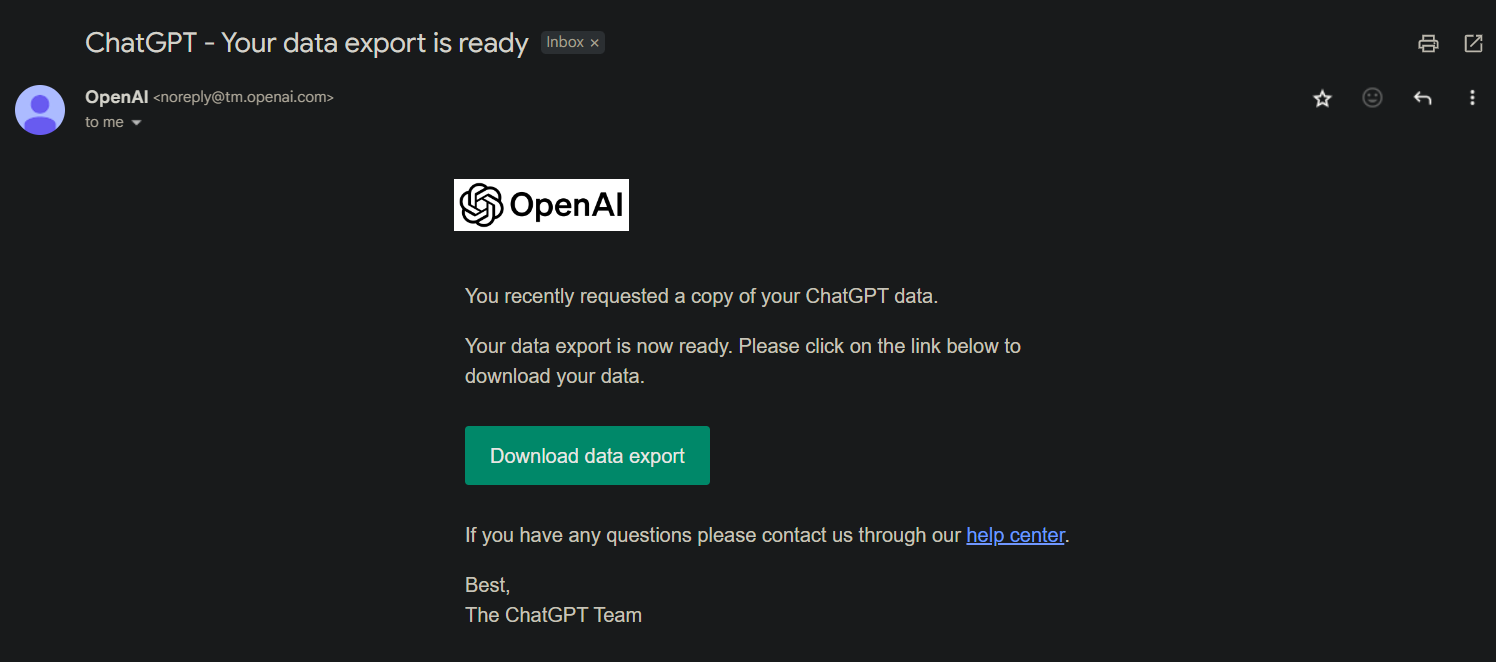 ChatGPT - Your data export is ready Inbox ×
OpenAI <noreply@tm.openai.com>
to me
OpenAI
You recently requested a copy of your ChatGPT data.
Your data export is now ready. Please click on the link below to
download your data.
Download data export
If you have any questions please contact us through our help center.
Best,
The ChatGPT Team